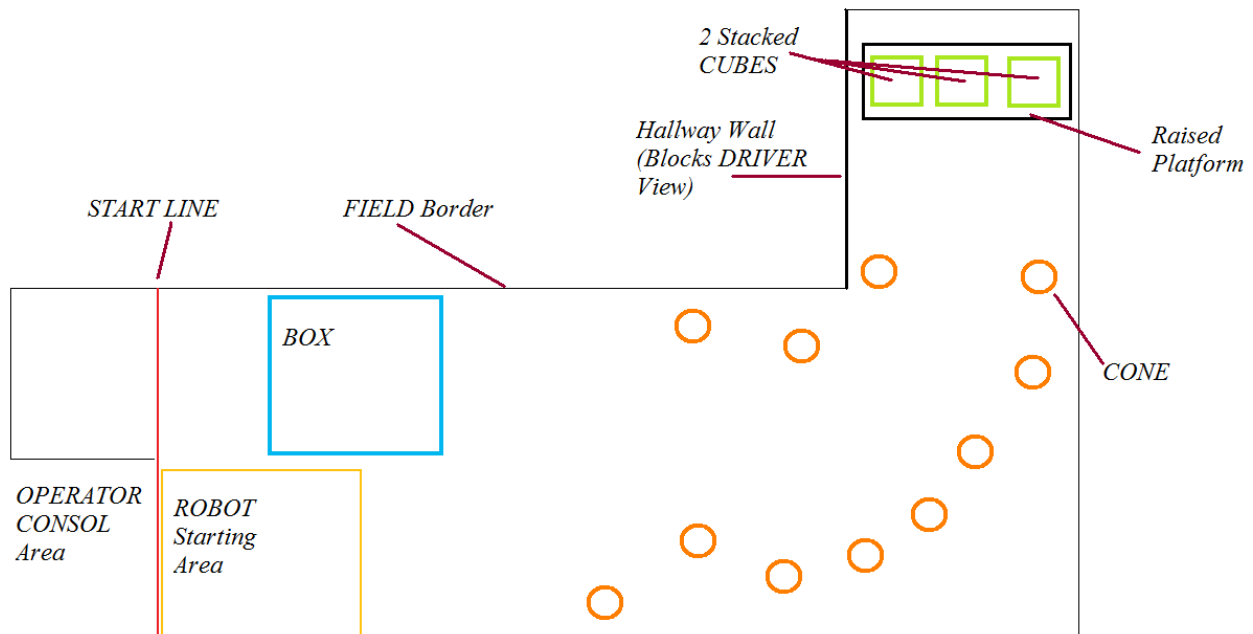 2 Stacked
CUBES
Hallway Wall
(Blocks DRIVER
View)
Raised
Platform
START LINE
FIELD Border
BOX
CONE
OPERATOR
CONSOL
Area
ROBOT
Starting
Area